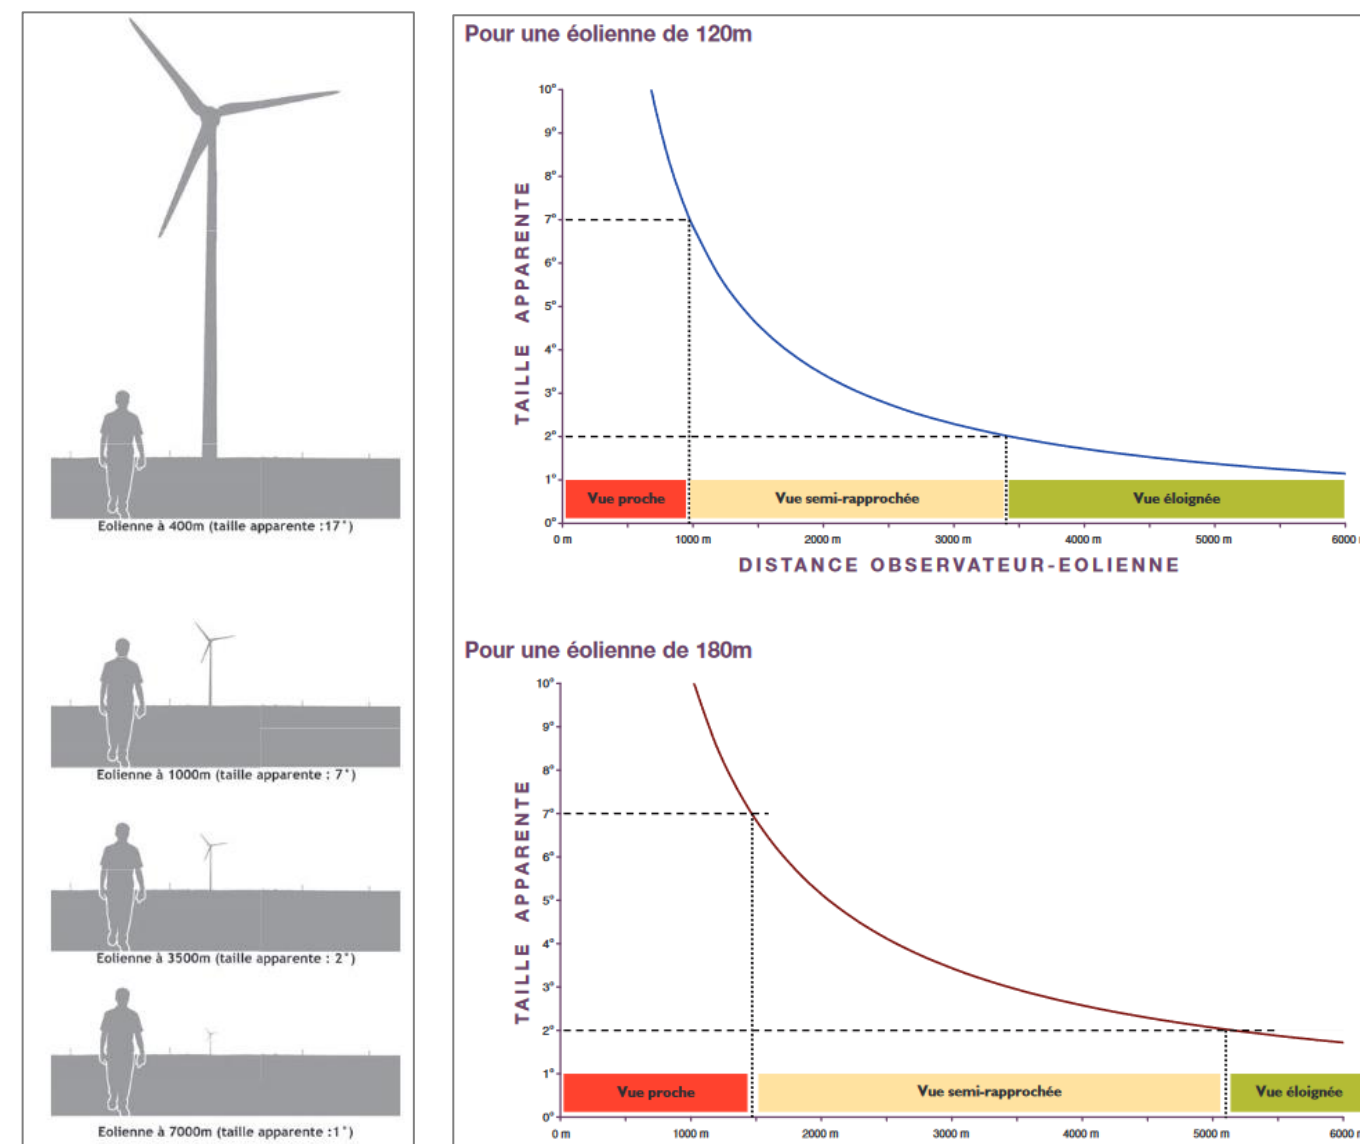 Eolienne à 400m (taille apparente :17°)
Eolienne à 1000m (taille apparente : 7°)
Eolienne à 3500m (taille apparente : 2°)
Eolienne à 7000m (taille apparente :1°)
Pour une éolienne de 120m
TAILLE APPARENTE
10°
9°
8°
7°
6°
5°
4°
3°
2°
1°
0°
Vue proche
Vue semi-rapprochée
Vue éloignée
0 m 1000 m 2000 m 3000 m 4000 m 5000 m 6000
DISTANCE OBSERVATEUR-EOLIENNE
Pour une éolienne de 180m
TAILLE APPARENTE
10°
9°
8°
7°
6°
5°
4°
3°
2°
1°
0°
Vue proche
Vue semi-rapprochée
Vue éloignée
0 m 1000 m 2000 m 3000 m 4000 m 5000 m 6000